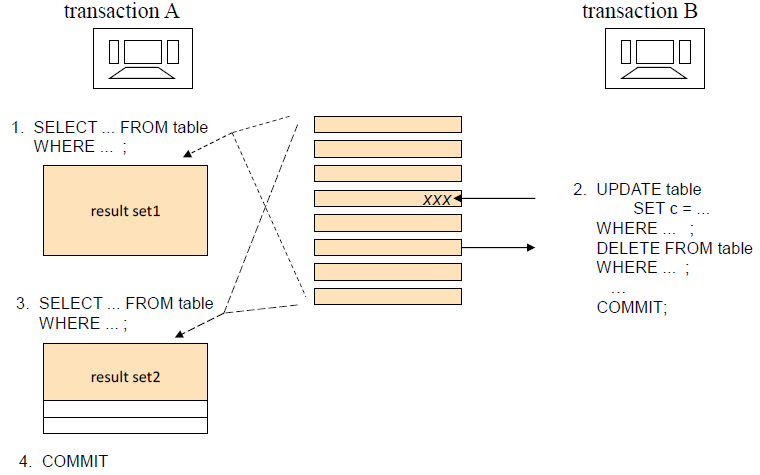 transaction A
transaction B
1. SELECT ... FROM table
WHERE ... ;
result set1
xxx
2. UPDATE table
SET c = ...
WHERE ... ;
DELETE FROM table
WHERE ... ;
...
COMMIT;
3. SELECT ... FROM table
WHERE ... ;
result set2
4. COMMIT